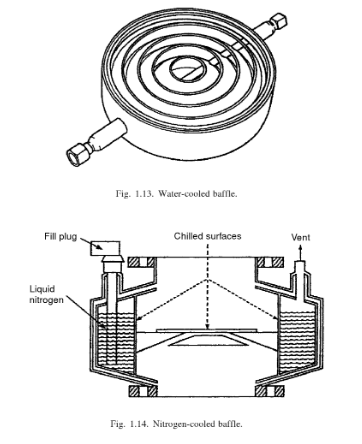 Fig. 1.13. Water-cooled baffle.
Fill plug
Chilled surfaces
Vent
Liquid
nitrogen
Fig. 1.14. Nitrogen-cooled baffle.